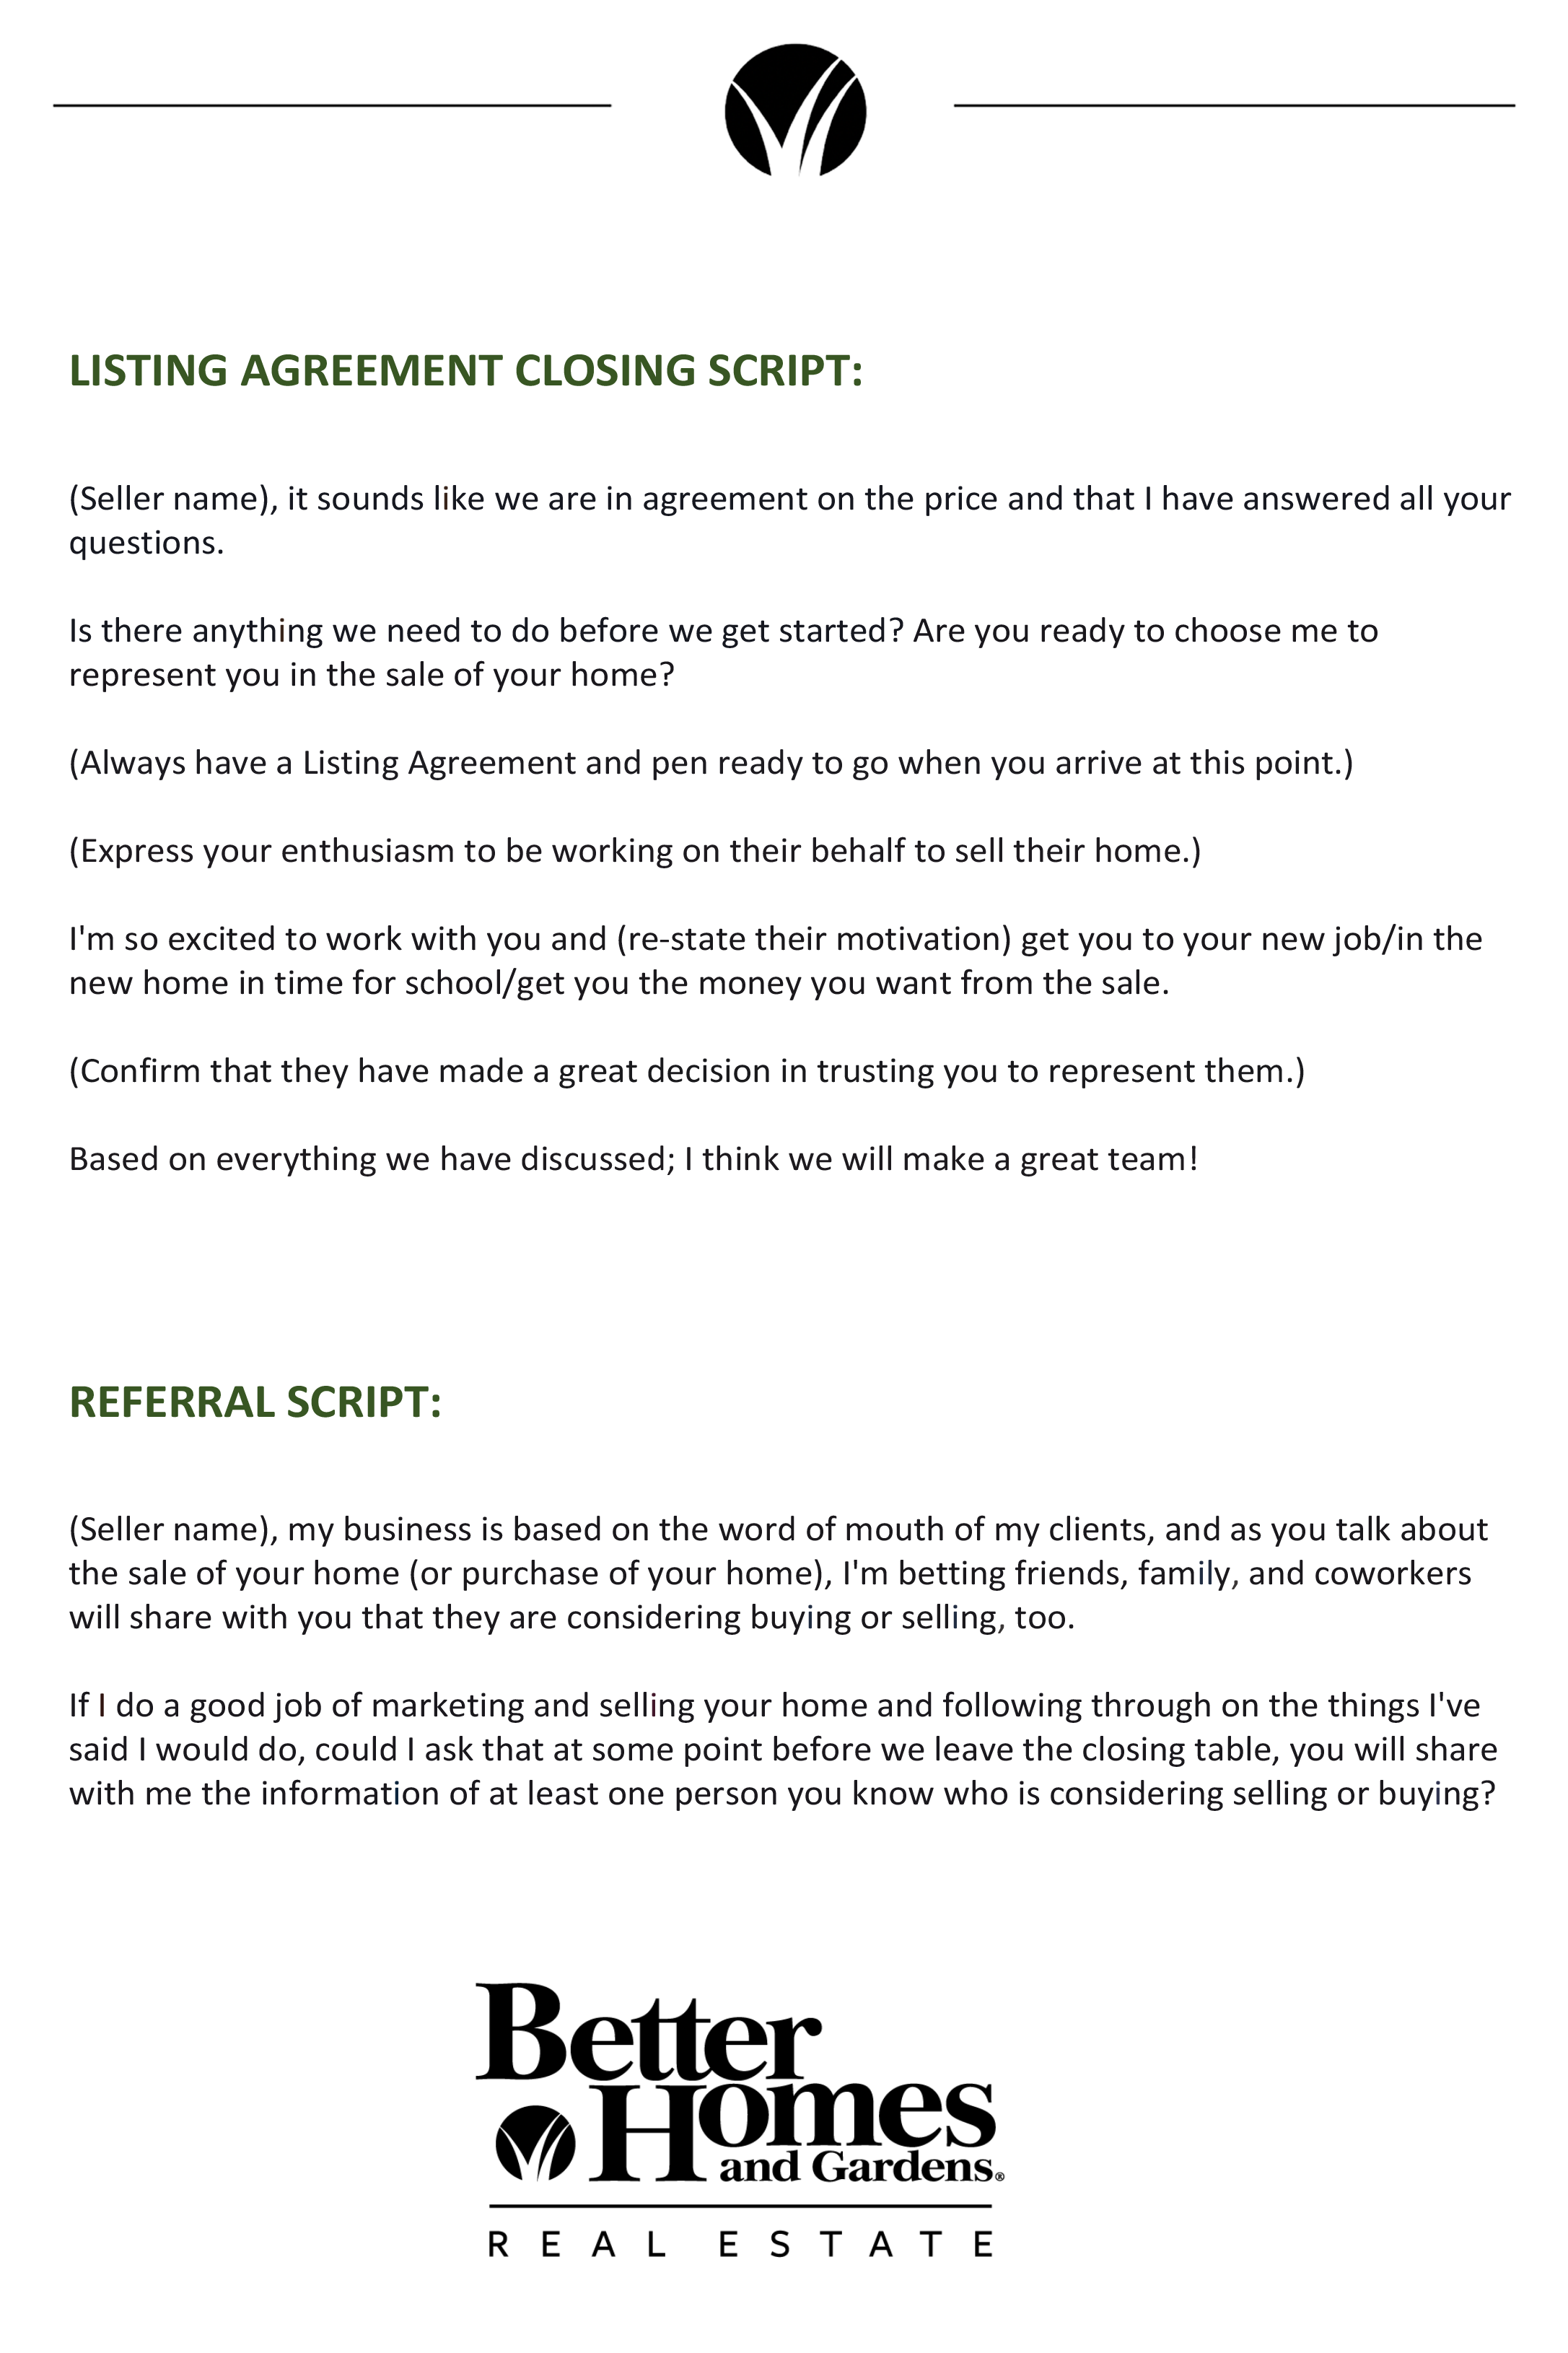 LISTING AGREEMENT CLOSING SCRIPT:
(Seller name), it sounds like we are in agreement on the price and that I have answered all your
questions.
Is there anything we need to do before we get started? Are you ready to choose me to
represent you in the sale of your home?
(Always have a Listing Agreement and pen ready to go when you arrive at this point.)
(Express your enthusiasm to be working on their behalf to sell their home.)
I'm so excited to work with you and (re-state their motivation) get you to your new job/in the
new home in time for school/get you the money you want from the sale.
(Confirm that they have made a great decision in trusting you to represent them.)
Based on everything we have discussed; I think we will make a great team!
REFERRAL SCRIPT:
(Seller name), my business is based on the word of mouth of my clients, and as you talk about
the sale of your home (or purchase of your home), I'm betting friends, family, and coworkers
will share with you that they are considering buying or selling, too.
If I do a good job of marketing and selling your home and following through on the things I've
said I would do, could I ask that at some point before we leave the closing table, you will share
with me the information of at least one person you know who is considering selling or buying?
Better
Homes
and Gardens®
REAL ESTATE